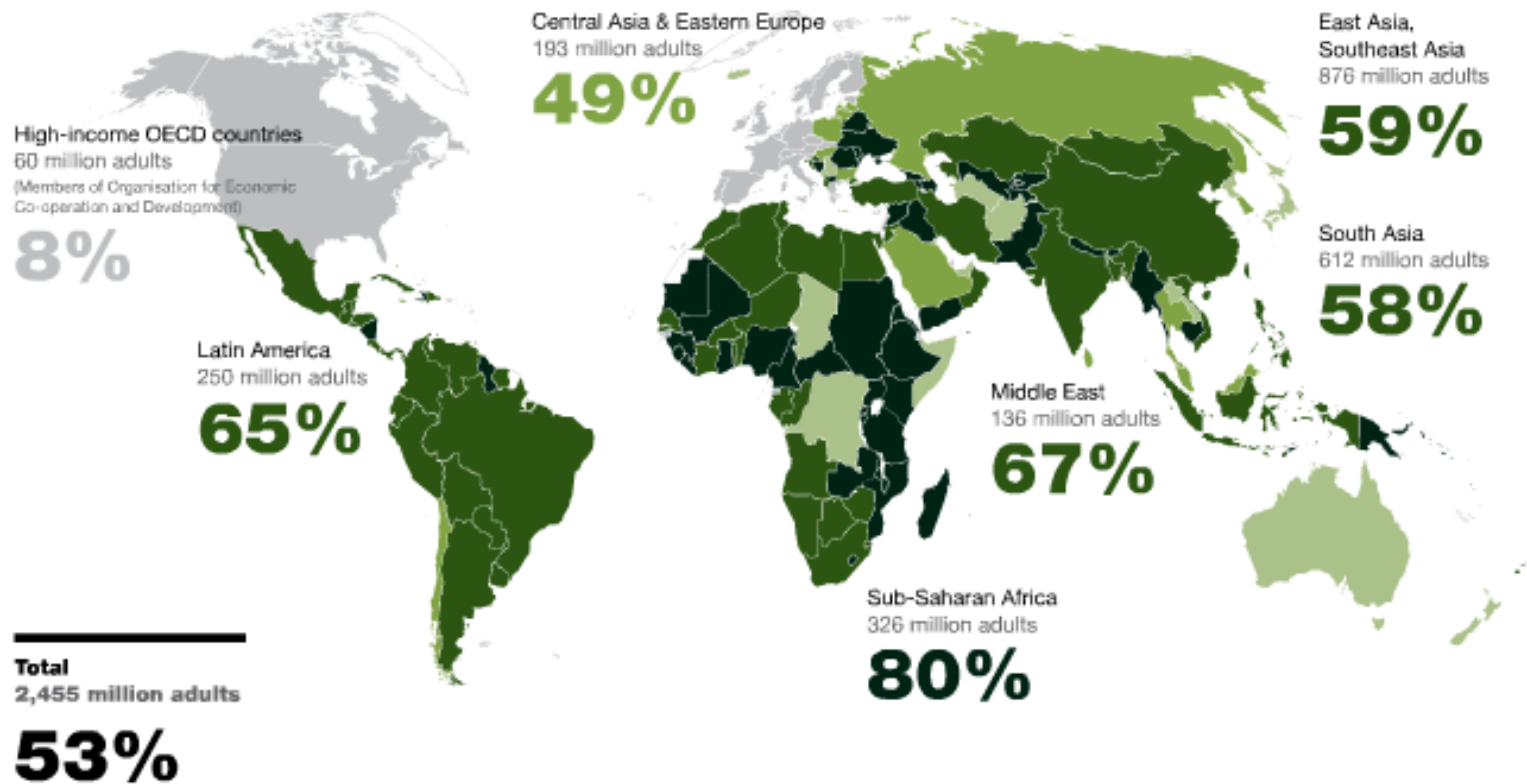 Central Asia & Eastern Europe
193 million adults
49%
East Asia,
Southeast Asia
876 million adults
59%
High-income OECD countries
60 million adults
(Members of Organisation for Economic
Co-operation and Development)
8%
South Asia
612 million adults
58%
Latin America
250 million adults
65%
Middle East
136 million adults
67%
Sub-Saharan Africa
326 million adults
80%
Total
2,455 million adults
53%